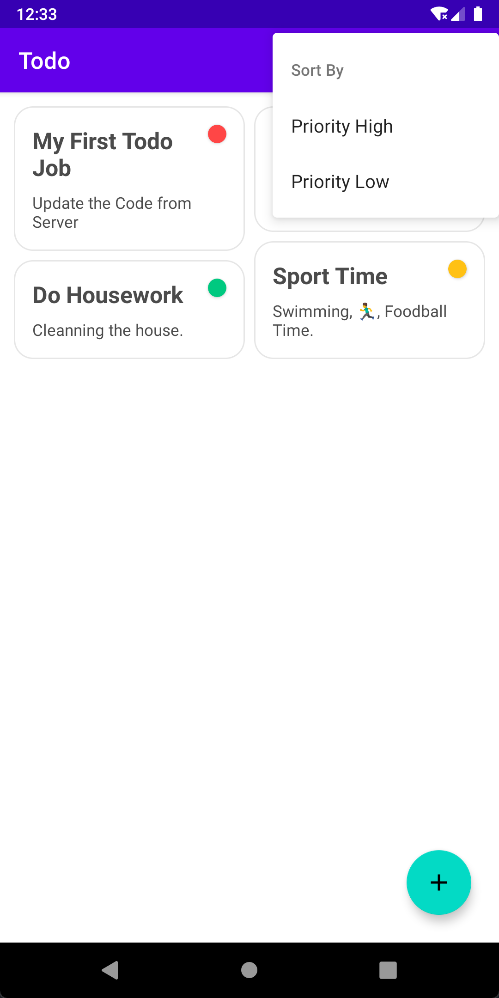 12:33
Todo
Sort By
Priority High
Priority Low
My First Todo
Job
Update the Code from
Server
Do Housework
Cleanning the house.
Sport Time
Swimming, 🏃‍♂️, Foodball
Time.
+